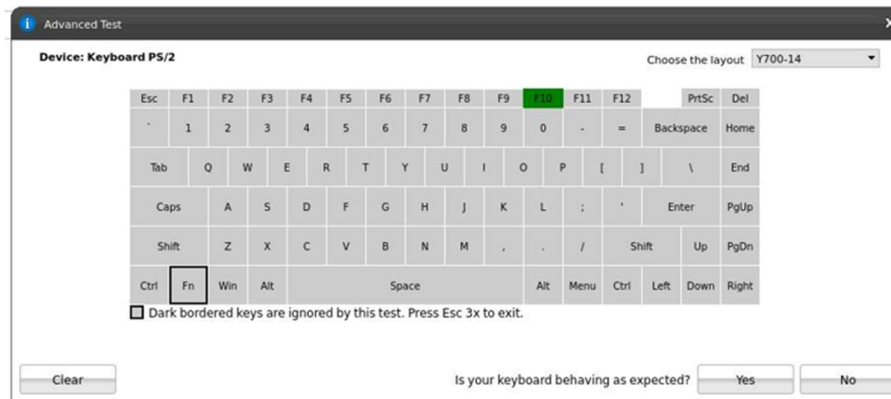 Advanced Test
Device: Keyboard PS/2
Choose the layout Y700-14
Esc F1 F2 F3 F4 F5 F6 F7 F8 F9 F10 F11 F12 PrtSc Del
` 1 2 3 4 5 6 7 8 9 0 - = Backspace Home
Tab Q W E R T Y U I O P [ ] \ End
Caps A S D F G H J K L ; ' Enter PgUp
Shift Z X C V B N M , . / Shift Up PgDn
Ctrl Fn Win Alt Space Alt Menu Ctrl Left Down Right
Dark bordered keys are ignored by this test. Press Esc 3x to exit.
Clear Is your keyboard behaving as expected? Yes No